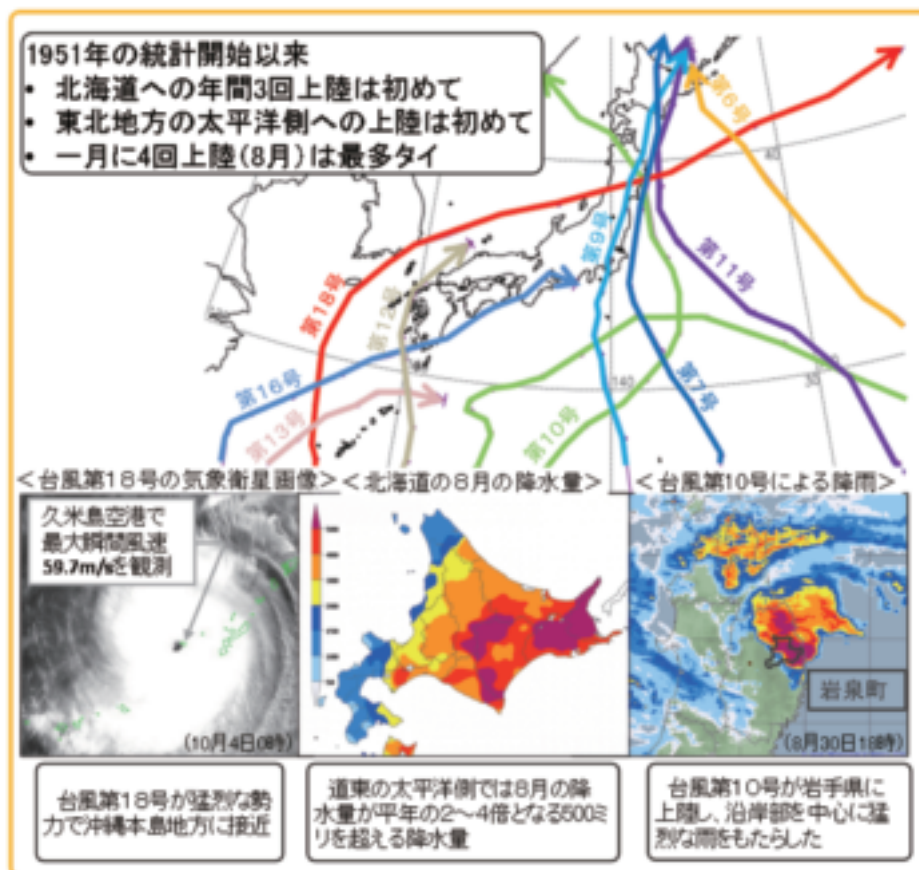 1951年の統計開始以来
• 北海道への年間3回上陸は初めて
• 東北地方の太平洋側への上陸は初めて
• 一月に4回上陸(8月)は最多タイ
第6号
第9号
第11号
第18号
第12号
第16号
第13号
第10号
第7号
40
140
30
<台風第18号の気象衛星画像>
<北海道の8月の降水量>
<台風第10号による降雨>
久米島空港で
最大瞬間風速
59.7m/sを観測
(10月4日0時)
岩泉町
(8月30日18時)
台風第18号が猛烈な勢
力で沖縄本島地方に接近
道東の太平洋側では8月の降
水量が平年の2～4倍となる500ミ
リを超える降水量
台風第10号が岩手県に
上陸し、沿岸部を中心に猛
烈な雨をもたらした